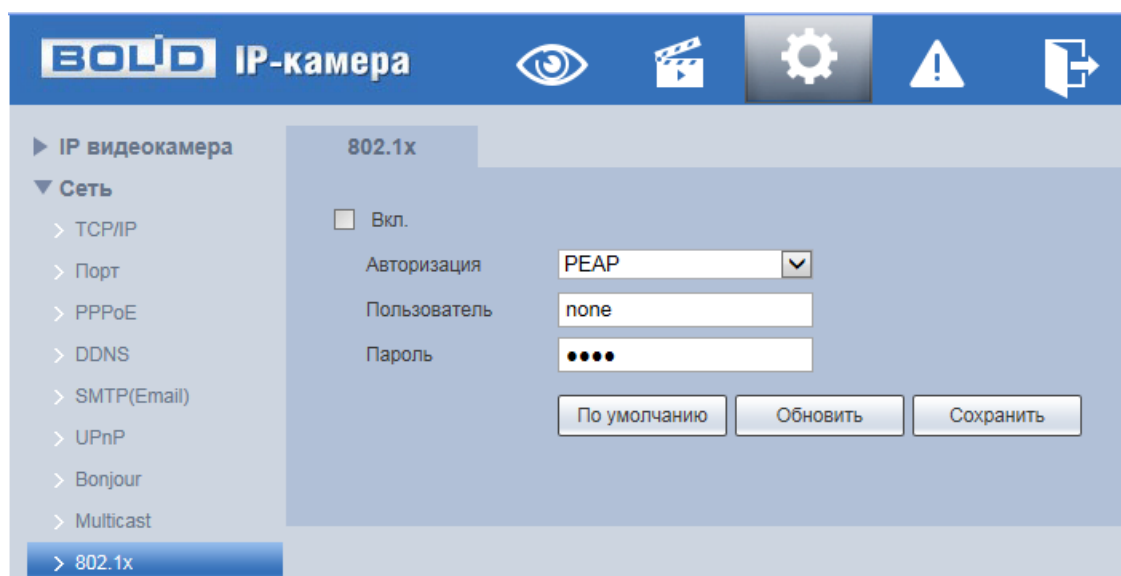 BOLID IP-камера
IP видеокамера
Сеть
TCP/IP
Порт
PPPoE
DDNS
SMTP(Email)
UPnP
Bonjour
Multicast
802.1x
802.1x
Вкл.
Авторизация PEAP
Пользователь none
Пароль ••••
По умолчанию Обновить Сохранить